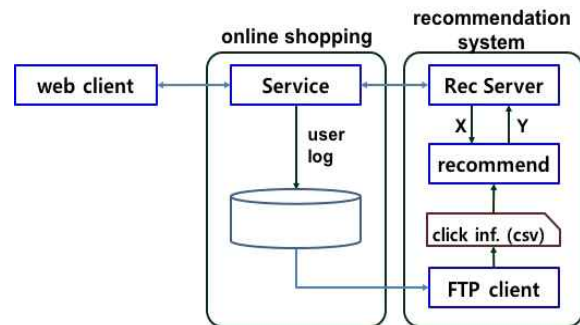 recommendation
system
online shopping
web client
Service
Rec Server
user
log
X
Y
recommend
click inf. (csv)
FTP client